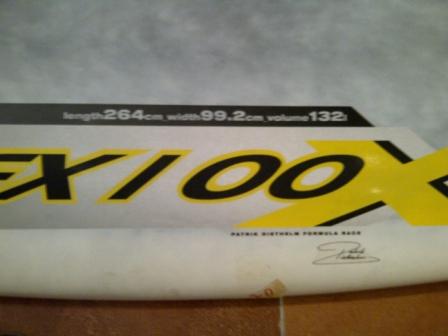 length264cm width99.2cm volume132l
FX100X
PATRIK DIETHELM FORMULA RACE